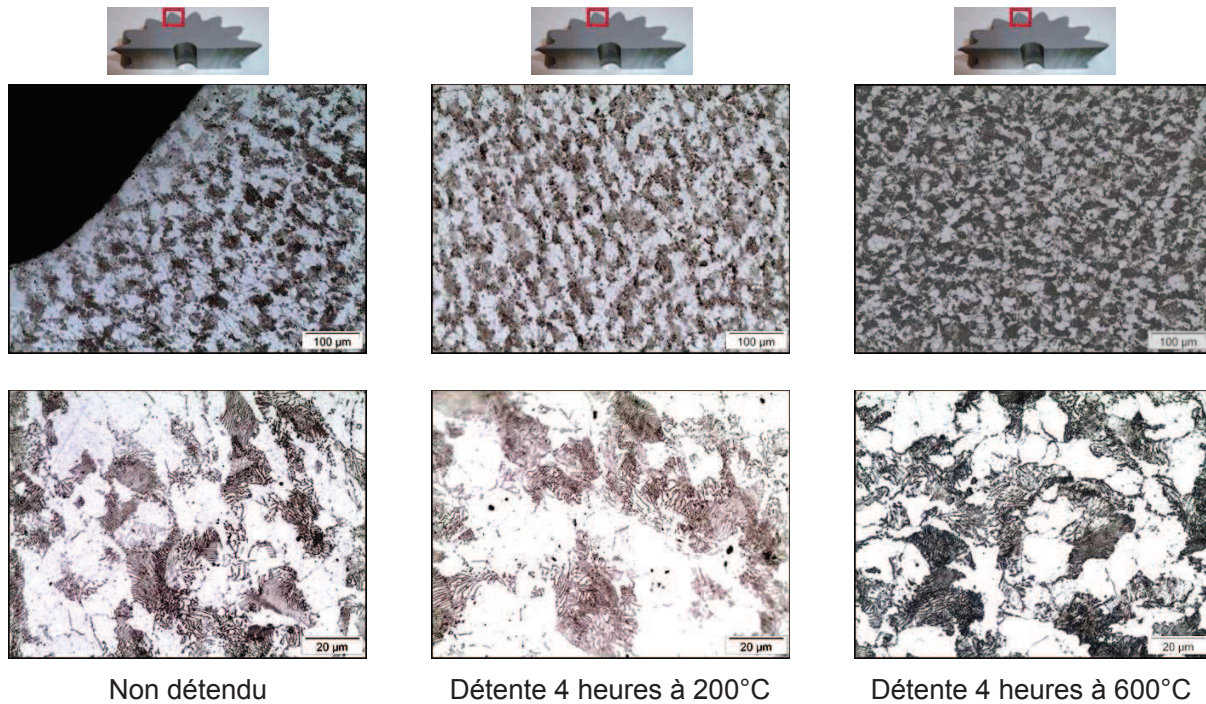 100 µm
100 µm
100 µm
20 µm
20 µm
20 µm
Non détendu
Détente 4 heures à 200°C
Détente 4 heures à 600°C